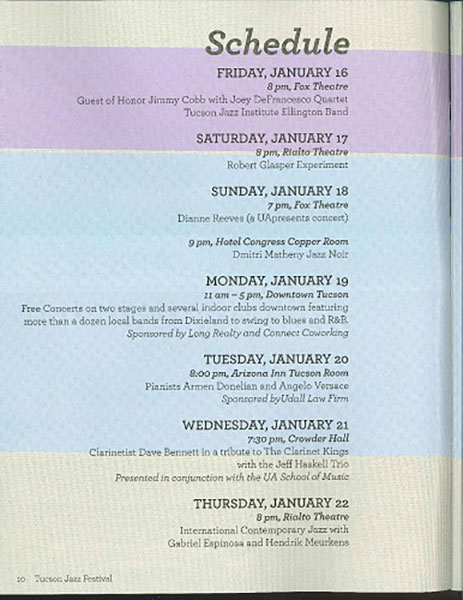 Schedule
FRIDAY, JANUARY 16
8 pm, Fox Theatre
Guest of Honor Jimmy Cobb with Joey DeFrancesco Quartet
Tucson Jazz Institute Ellington Band
SATURDAY, JANUARY 17
8 pm, Rialto Theatre
Robert Glasper Experiment
SUNDAY, JANUARY 18
7 pm, Fox Theatre
Dianne Reeves (a UApresents concert)
9 pm, Hotel Congress Copper Room
Dmitri Matheny Jazz Noir
MONDAY, JANUARY 19
11 am – 5 pm, Downtown Tucson
Free Concerts on two stages and several indoor clubs downtown featuring
more than a dozen local bands from Dixieland to swing to blues and R&B.
Sponsored by Long Realty and Connect Coworking
TUESDAY, JANUARY 20
8:00 pm, Arizona Inn Tucson Room
Pianists Armen Donelian and Angelo Versace
Sponsored by Udall Law Firm
WEDNESDAY, JANUARY 21
7:30 pm, Crowder Hall
Clarinetist Dave Bennett in a tribute to The Clarinet Kings
with the Jeff Haskell Trio
Presented in conjunction with the UA School of Music
THURSDAY, JANUARY 22
8 pm, Rialto Theatre
International Contemporary Jazz with
Gabriel Espinosa and Hendrik Meurkens
10 Tucson Jazz Festival